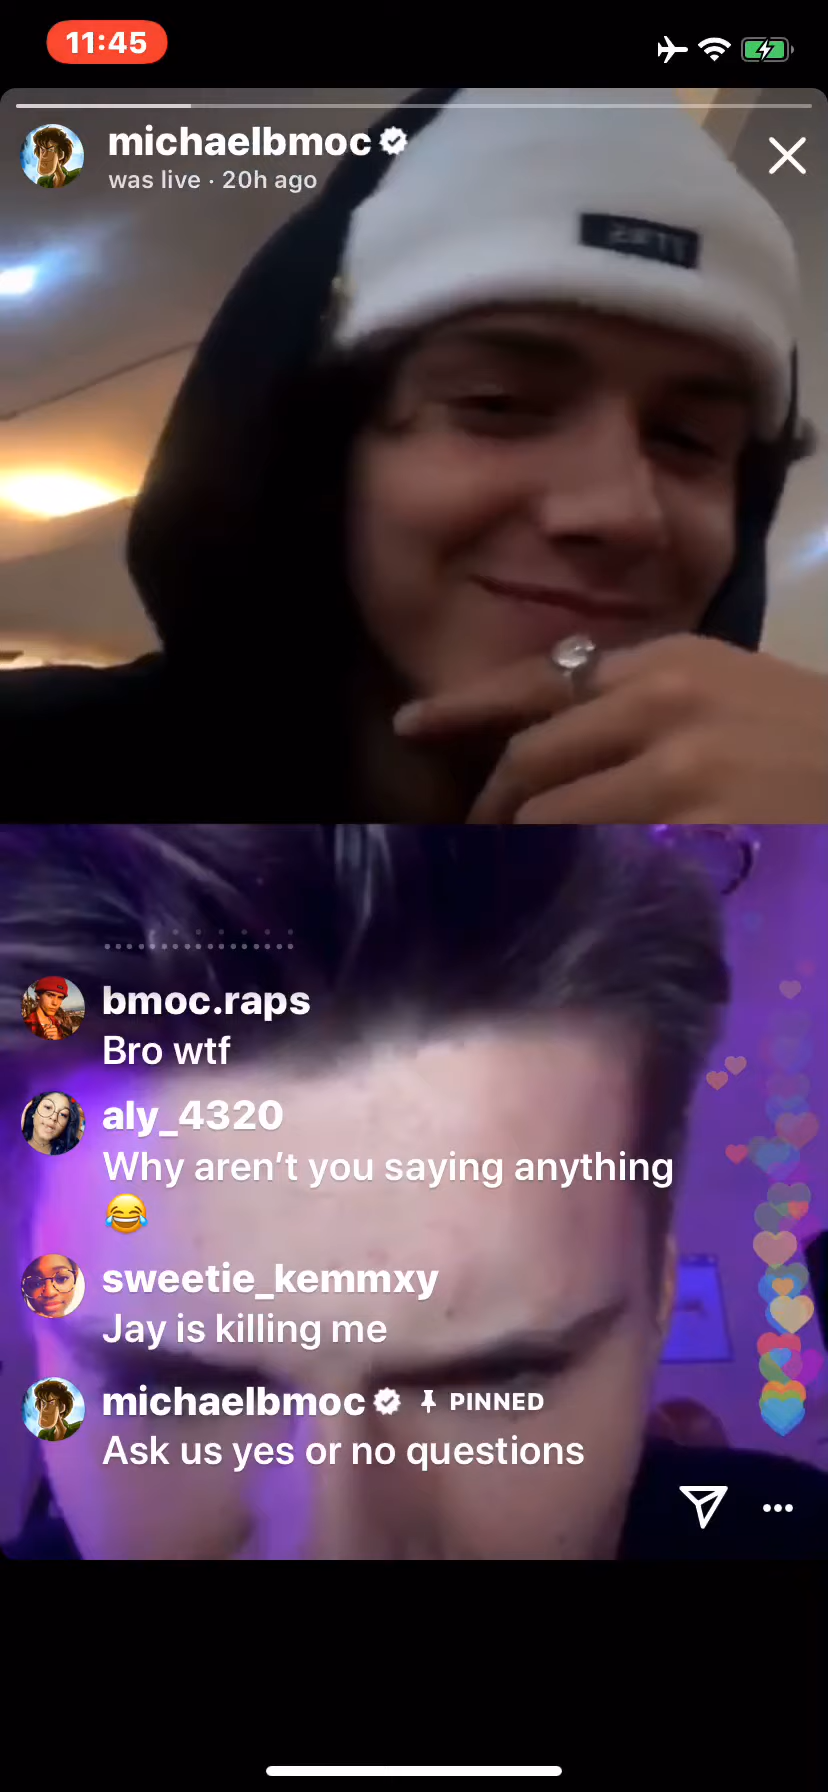 11:45
michaelbmoc
was live · 20h ago
bmoc.raps
Bro wtf
aly_4320
Why aren't you saying anything
😂
sweetie_kemmxy
Jay is killing me
michaelbmoc PINNED
Ask us yes or no questions